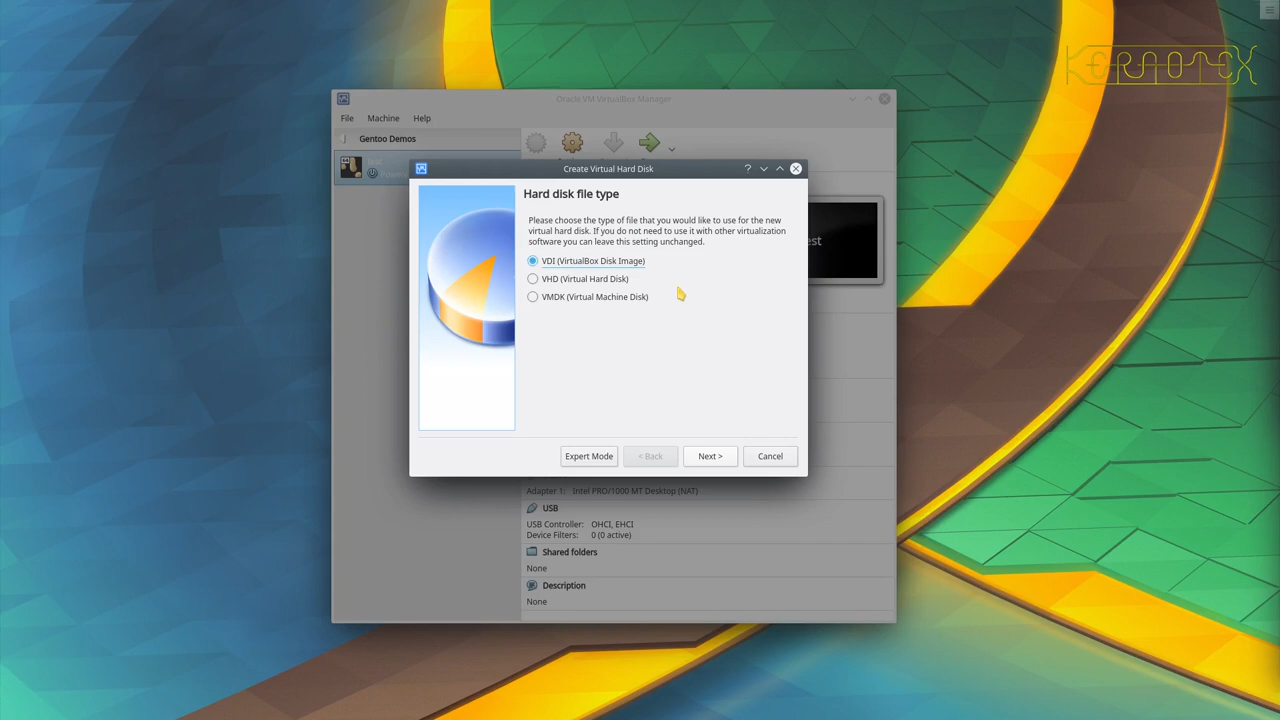 KERNOTEX
Oracle VM VirtualBox Manager
File Machine Help
Gentoo Demos
Create Virtual Hard Disk
Hard disk file type
Please choose the type of file that you would like to use for the new
virtual hard disk. If you do not need to use it with other virtualization
software you can leave this setting unchanged.
VDI (VirtualBox Disk Image)
VHD (Virtual Hard Disk)
VMDK (Virtual Machine Disk)
est
Expert Mode < Back Next > Cancel
Adapter 1: Intel PRO/1000 MT Desktop (NAT)
USB
USB Controller: OHCI, EHCI
Device Filters: 0 (0 active)
Shared folders
None
Description
None